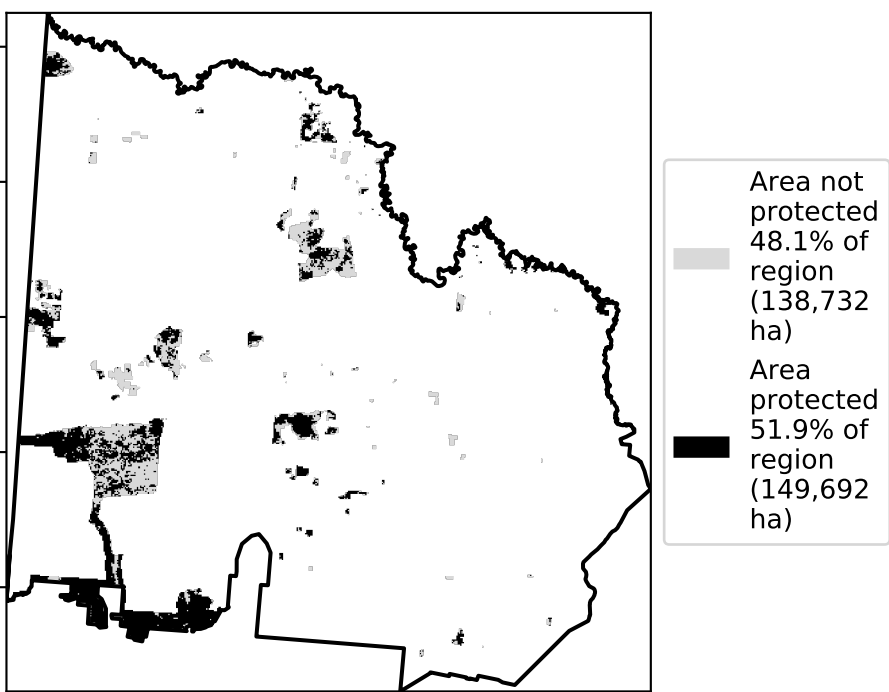 Area not
protected
48.1% of
region
(138,732
ha)
Area
protected
51.9% of
region
(149,692
ha)